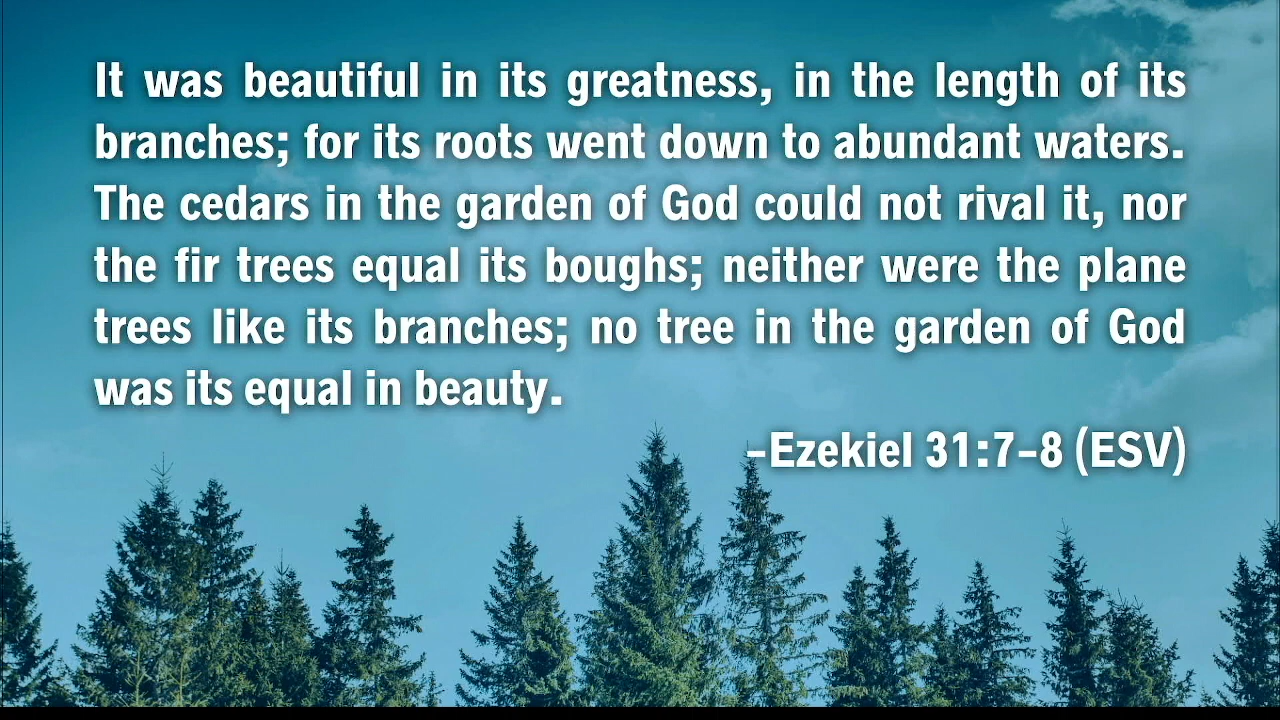 It was beautiful in its greatness, in the length of its
branches; for its roots went down to abundant waters.
The cedars in the garden of God could not rival it, nor
the fir trees equal its boughs; neither were the plane
trees like its branches; no tree in the garden of God
was its equal in beauty.
–Ezekiel 31:7–8 (ESV)